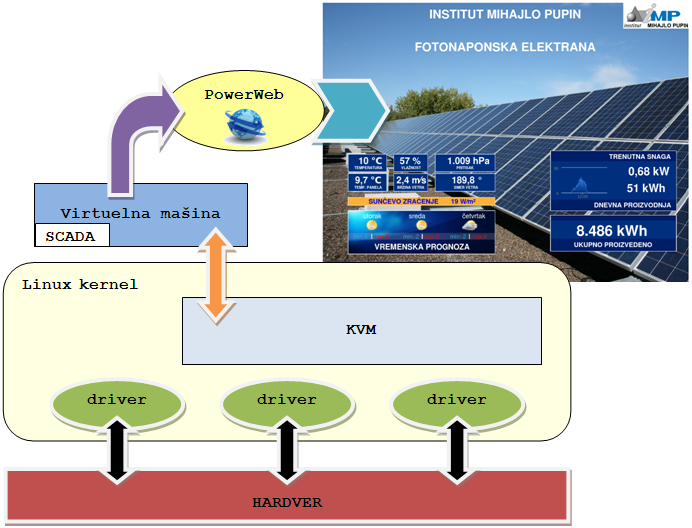 INSTITUT MIHAJLO PUPIN
IMP
institut MIHAJLO PUPIN
FOTONAPONSKA ELEKTRANA
PowerWeb
10 °C
TEMPERATURA
57 %
VLAŽNOST
1.009 hPa
PRITISAK
9,7 °C
TEMP. PANELA
2,4 m/s
BRZINA VETRA
189,8 °
SMER VETRA
SUNČEVO ZRAČENJE 19 W/m²
utorak sreda četvrtak
VREMENSKA PROGNOZA
TRENUTNA SNAGA
0,68 kW
51 kWh
DNEVNA PROIZVODNJA
8.486 kWh
UKUPNO PROIZVEDENO
Virtuelna mašina
SCADA
Linux kernel
KVM
driver driver driver
HARDVER